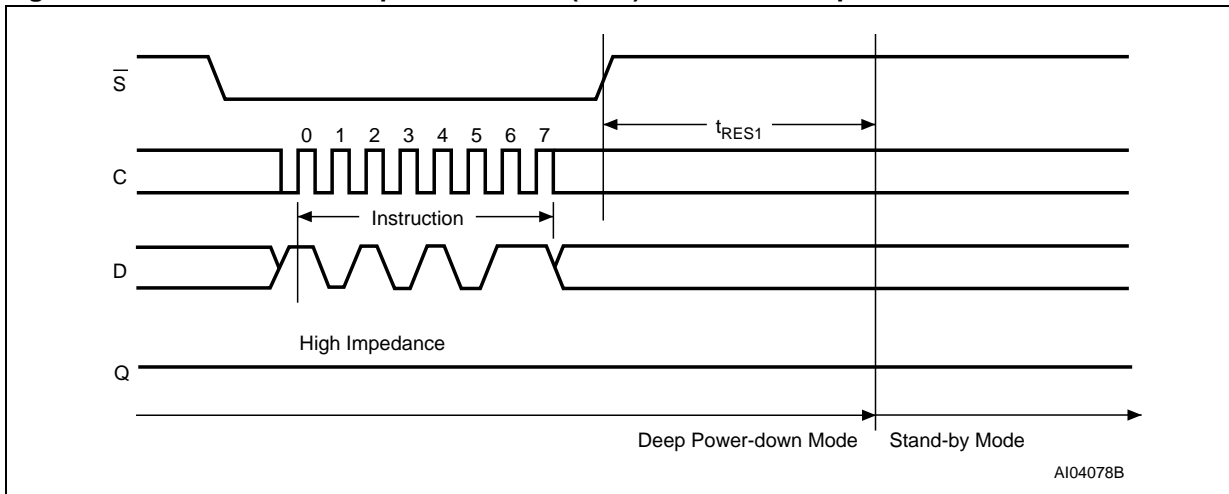 S
0 1 2 3 4 5 6 7
tRES1
C
Instruction
D
High Impedance
Q
Deep Power-down Mode Stand-by Mode
AI04078B